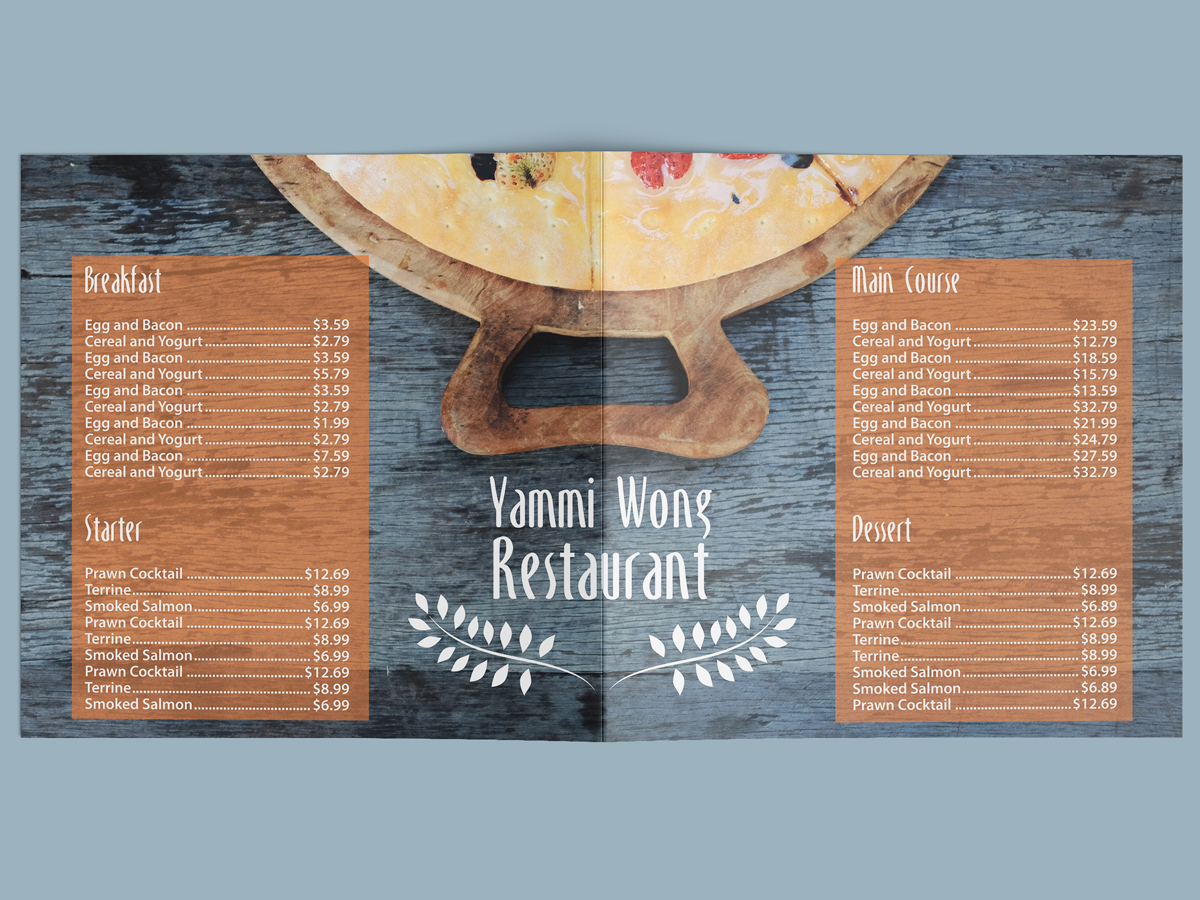 Breakfast
Egg and Bacon ................................ $3.59
Cereal and Yogurt ............................ $2.79
Egg and Bacon ................................ $3.59
Cereal and Yogurt ............................ $5.79
Egg and Bacon ................................ $3.59
Cereal and Yogurt ............................ $2.79
Egg and Bacon ................................ $1.99
Cereal and Yogurt ............................ $2.79
Egg and Bacon ................................ $7.59
Cereal and Yogurt ............................ $2.79
Starter
Prawn Cocktail ............................... $12.69
Terrine ...................................... $8.99
Smoked Salmon ................................ $6.99
Prawn Cocktail ............................... $12.69
Terrine ...................................... $8.99
Smoked Salmon ................................ $6.99
Prawn Cocktail ............................... $12.69
Terrine ...................................... $8.99
Smoked Salmon ................................ $6.99
Yammi Wong
Restaurant
Main Course
Egg and Bacon ................................ $23.59
Cereal and Yogurt ............................ $12.79
Egg and Bacon ................................ $18.59
Cereal and Yogurt ............................ $15.79
Egg and Bacon ................................ $13.59
Cereal and Yogurt ............................ $32.79
Egg and Bacon ................................ $21.99
Cereal and Yogurt ............................ $24.79
Egg and Bacon ................................ $27.59
Cereal and Yogurt ............................ $32.79
Dessert
Prawn Cocktail ............................... $12.69
Terrine ...................................... $8.99
Smoked Salmon ................................ $6.89
Prawn Cocktail ............................... $12.69
Terrine ...................................... $8.99
Terrine ...................................... $8.99
Smoked Salmon ................................ $6.99
Smoked Salmon ................................ $6.89
Prawn Cocktail ............................... $12.69